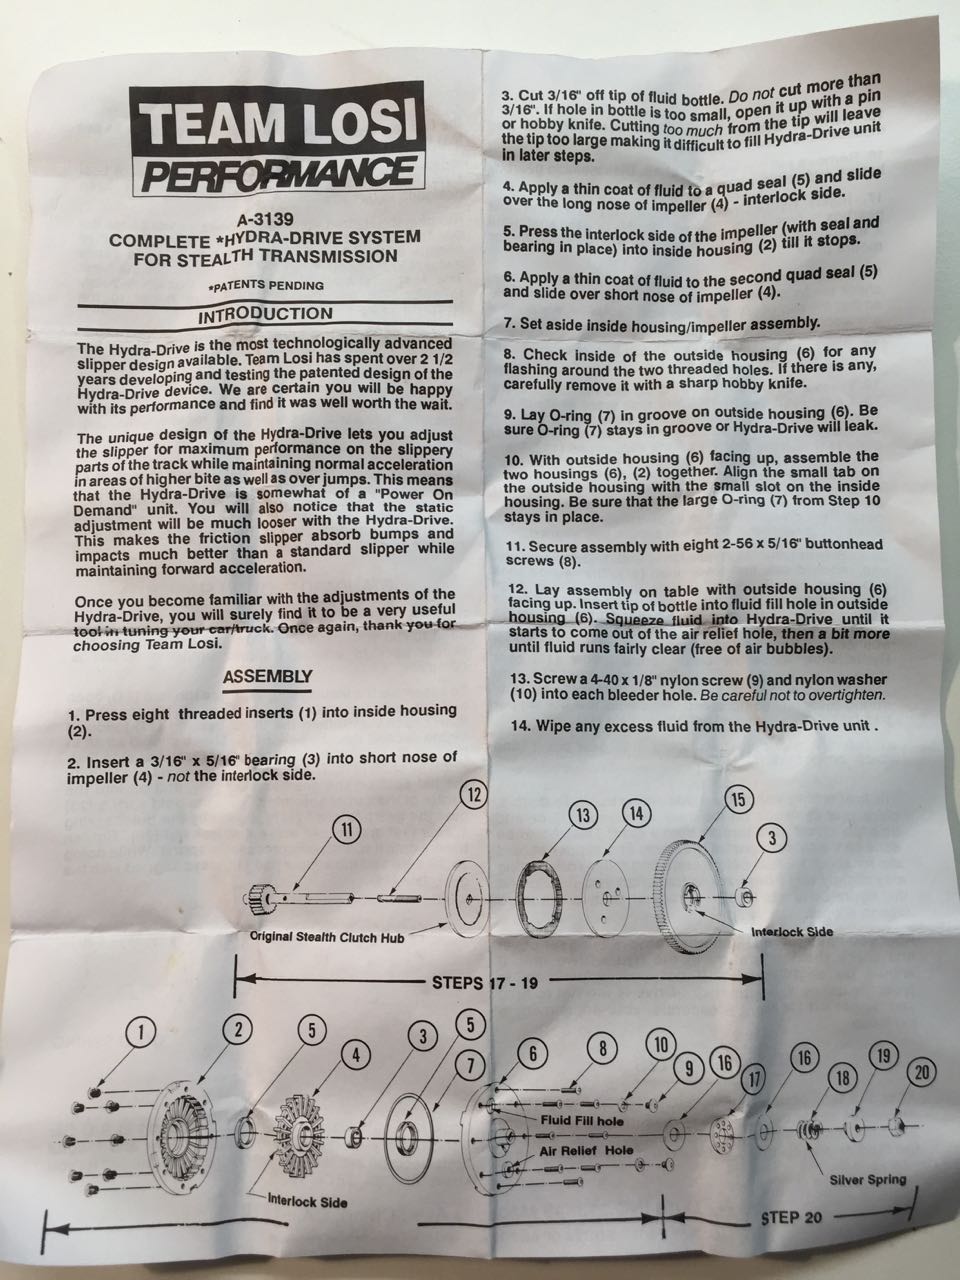 TEAM LOSI
PERFORMANCE
A-3139
COMPLETE *HYDRA-DRIVE SYSTEM
FOR STEALTH TRANSMISSION
*PATENTS PENDING
INTRODUCTION
The Hydra-Drive is the most technologically advanced
slipper design available. Team Losi has spent over 2 1/2
years developing and testing the patented design of the
Hydra-Drive device. We are certain you will be happy
with its performance and find it was well worth the wait.
The unique design of the Hydra-Drive lets you adjust
the slipper for maximum performance on the slippery
parts of the track while maintaining normal acceleration
in areas of higher bite as well as over jumps. This means
that the Hydra-Drive is somewhat of a "Power On
Demand" unit. You will also notice that the static
adjustment will be much looser with the Hydra-Drive.
This makes the friction slipper absorb bumps and
impacts much better than a standard slipper while
maintaining forward acceleration.
Once you become familiar with the adjustments of the
Hydra-Drive, you will surely find it to be a very useful
tool in tuning your car/truck. Once again, thank you for
choosing Team Losi.
ASSEMBLY
1. Press eight threaded inserts (1) into inside housing
(2).
2. Insert a 3/16" x 5/16" bearing (3) into short nose of
impeller (4) - not the interlock side.
3. Cut 3/16" off tip of fluid bottle. Do not cut more than
3/16". If hole in bottle is too small, open it up with a pin
or hobby knife. Cutting too much from the tip will leave
the tip too large making it difficult to fill Hydra-Drive unit
in later steps.
4. Apply a thin coat of fluid to a quad seal (5) and slide
over the long nose of impeller (4) - interlock side.
5. Press the interlock side of the impeller (with seal and
bearing in place) into inside housing (2) till it stops.
6. Apply a thin coat of fluid to the second quad seal (5)
and slide over short nose of impeller (4).
7. Set aside inside housing/impeller assembly.
8. Check inside of the outside housing (6) for any
flashing around the two threaded holes. If there is any,
carefully remove it with a sharp hobby knife.
9. Lay O-ring (7) in groove on outside housing (6). Be
sure O-ring (7) stays in groove or Hydra-Drive will leak.
10. With outside housing (6) facing up, assemble the
two housings (6), (2) together. Align the small tab on
the outside housing with the small slot on the inside
housing. Be sure that the large O-ring (7) from Step 10
stays in place.
11. Secure assembly with eight 2-56 x 5/16" buttonhead
screws (8).
12. Lay assembly on table with outside housing (6)
facing up. Insert tip of bottle into fluid fill hole in outside
housing (6). Squeeze fluid into Hydra-Drive until it
starts to come out of the air relief hole, then a bit more
until fluid runs fairly clear (free of air bubbles).
13. Screw a 4-40 x 1/8" nylon screw (9) and nylon washer
(10) into each bleeder hole. Be careful not to overtighten.
14. Wipe any excess fluid from the Hydra-Drive unit .
11 12 13 14 15 3
Original Stealth Clutch Hub
Interlock Side
STEPS 17 - 19
1 2 5 4 3 5 7 6 8 10 9 16 17 16 18 19 20
Fluid Fill hole
Air Relief Hole
Interlock Side
Silver Spring
STEP 20